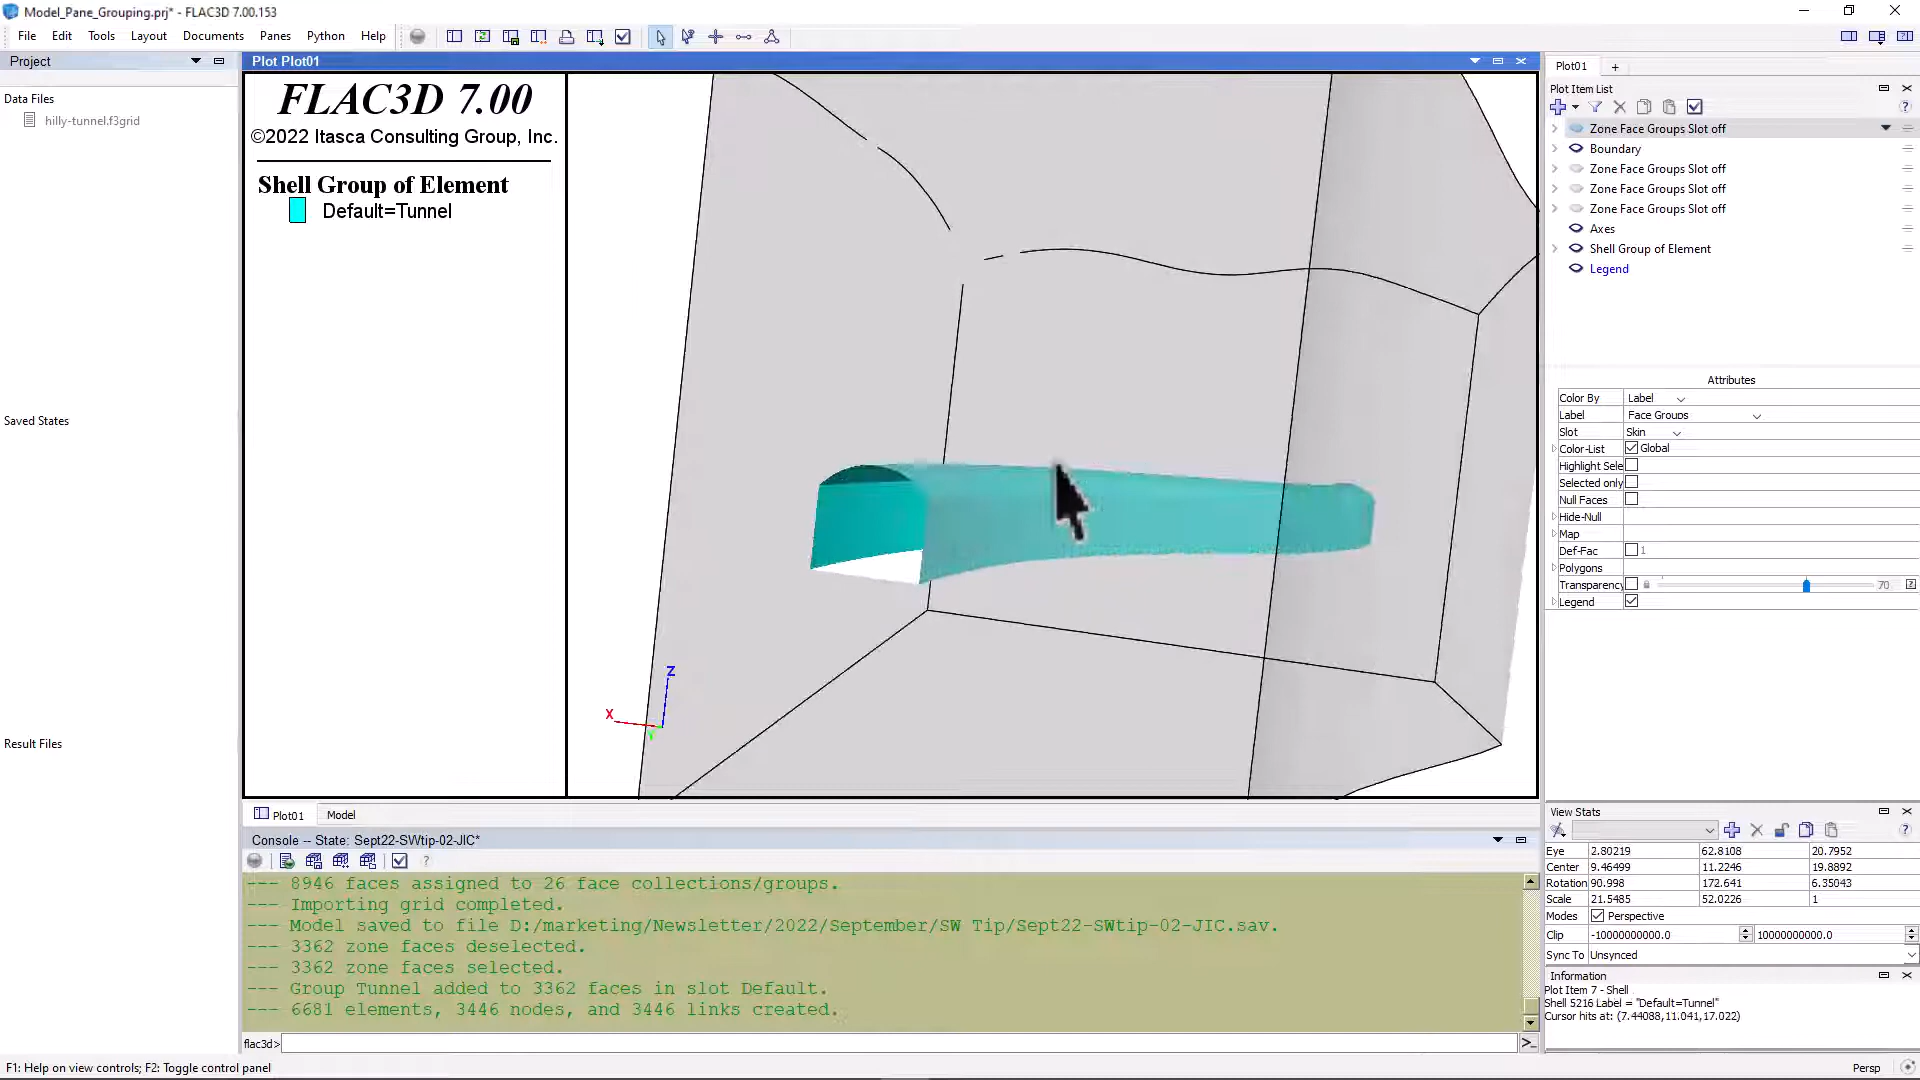 Model_Pane_Grouping.prj* - FLAC3D 7.00.153
File Edit Tools Layout Documents Panes Python Help
Project
Data Files
hilly-tunnel.f3grid
Saved States
Result Files
Plot Plot01
FLAC3D 7.00
©2022 Itasca Consulting Group, Inc.
Shell Group of Element
Default=Tunnel
Z
X
Y
Plot01 Model
Console -- State: Sept22-SWtip-02-JIC*
--- 8946 faces assigned to 26 face collections/groups.
--- Importing grid completed.
--- Model saved to file D:/marketing/Newsletter/2022/September/SW Tip/Sept22-SWtip-02-JIC.sav.
--- 3362 zone faces deselected.
--- 3362 zone faces selected.
--- Group Tunnel added to 3362 faces in slot Default.
--- 6681 elements, 3446 nodes, and 3446 links created.
flac3d>
Plot01 +
Plot Item List
Zone Face Groups Slot off
Boundary
Zone Face Groups Slot off
Zone Face Groups Slot off
Zone Face Groups Slot off
Axes
Shell Group of Element
Legend
Attributes
Color By Label
Label Face Groups
Slot Skin
Color-List Global
Highlight Sele
Selected only
Null Faces
Hide-Null
Map
Def-Fac 1
Polygons
Transparency 70
Legend
View Stats
Eye 2.80219 62.8108 20.7952
Center 9.46499 11.2246 19.8892
Rotation 90.998 172.641 6.35043
Scale 21.5485 52.0226 1
Modes Perspective
Clip -10000000000.0 10000000000.0
Sync To Unsynced
Information
Plot Item 7 - Shell
Shell 5216 Label = "Default=Tunnel"
Cursor hits at: (7.44088,11.041,17.022)
F1: Help on view controls; F2: Toggle control panel
Persp